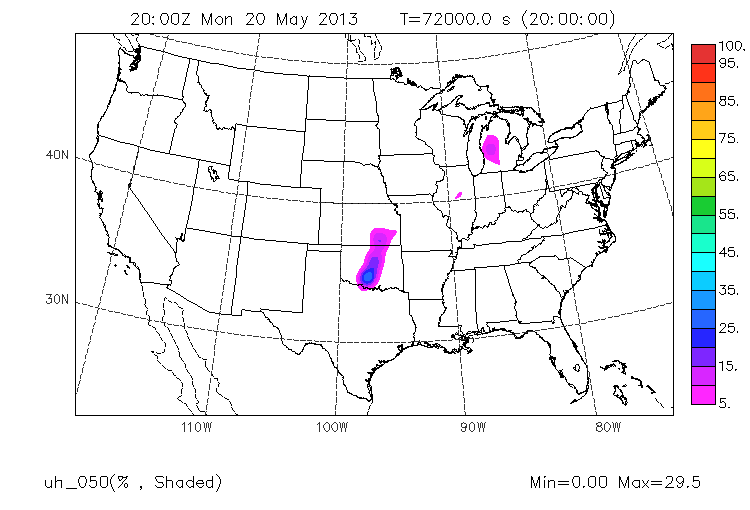 20:00Z Mon 20 May 2013 T=72000.0 s (20:00:00)
100.
95.
85.
75.
65.
55.
45.
35.
25.
15.
5.
40N
30N
110W 100W 90W 80W
uh_050(% , Shaded) Min=0.00 Max=29.5